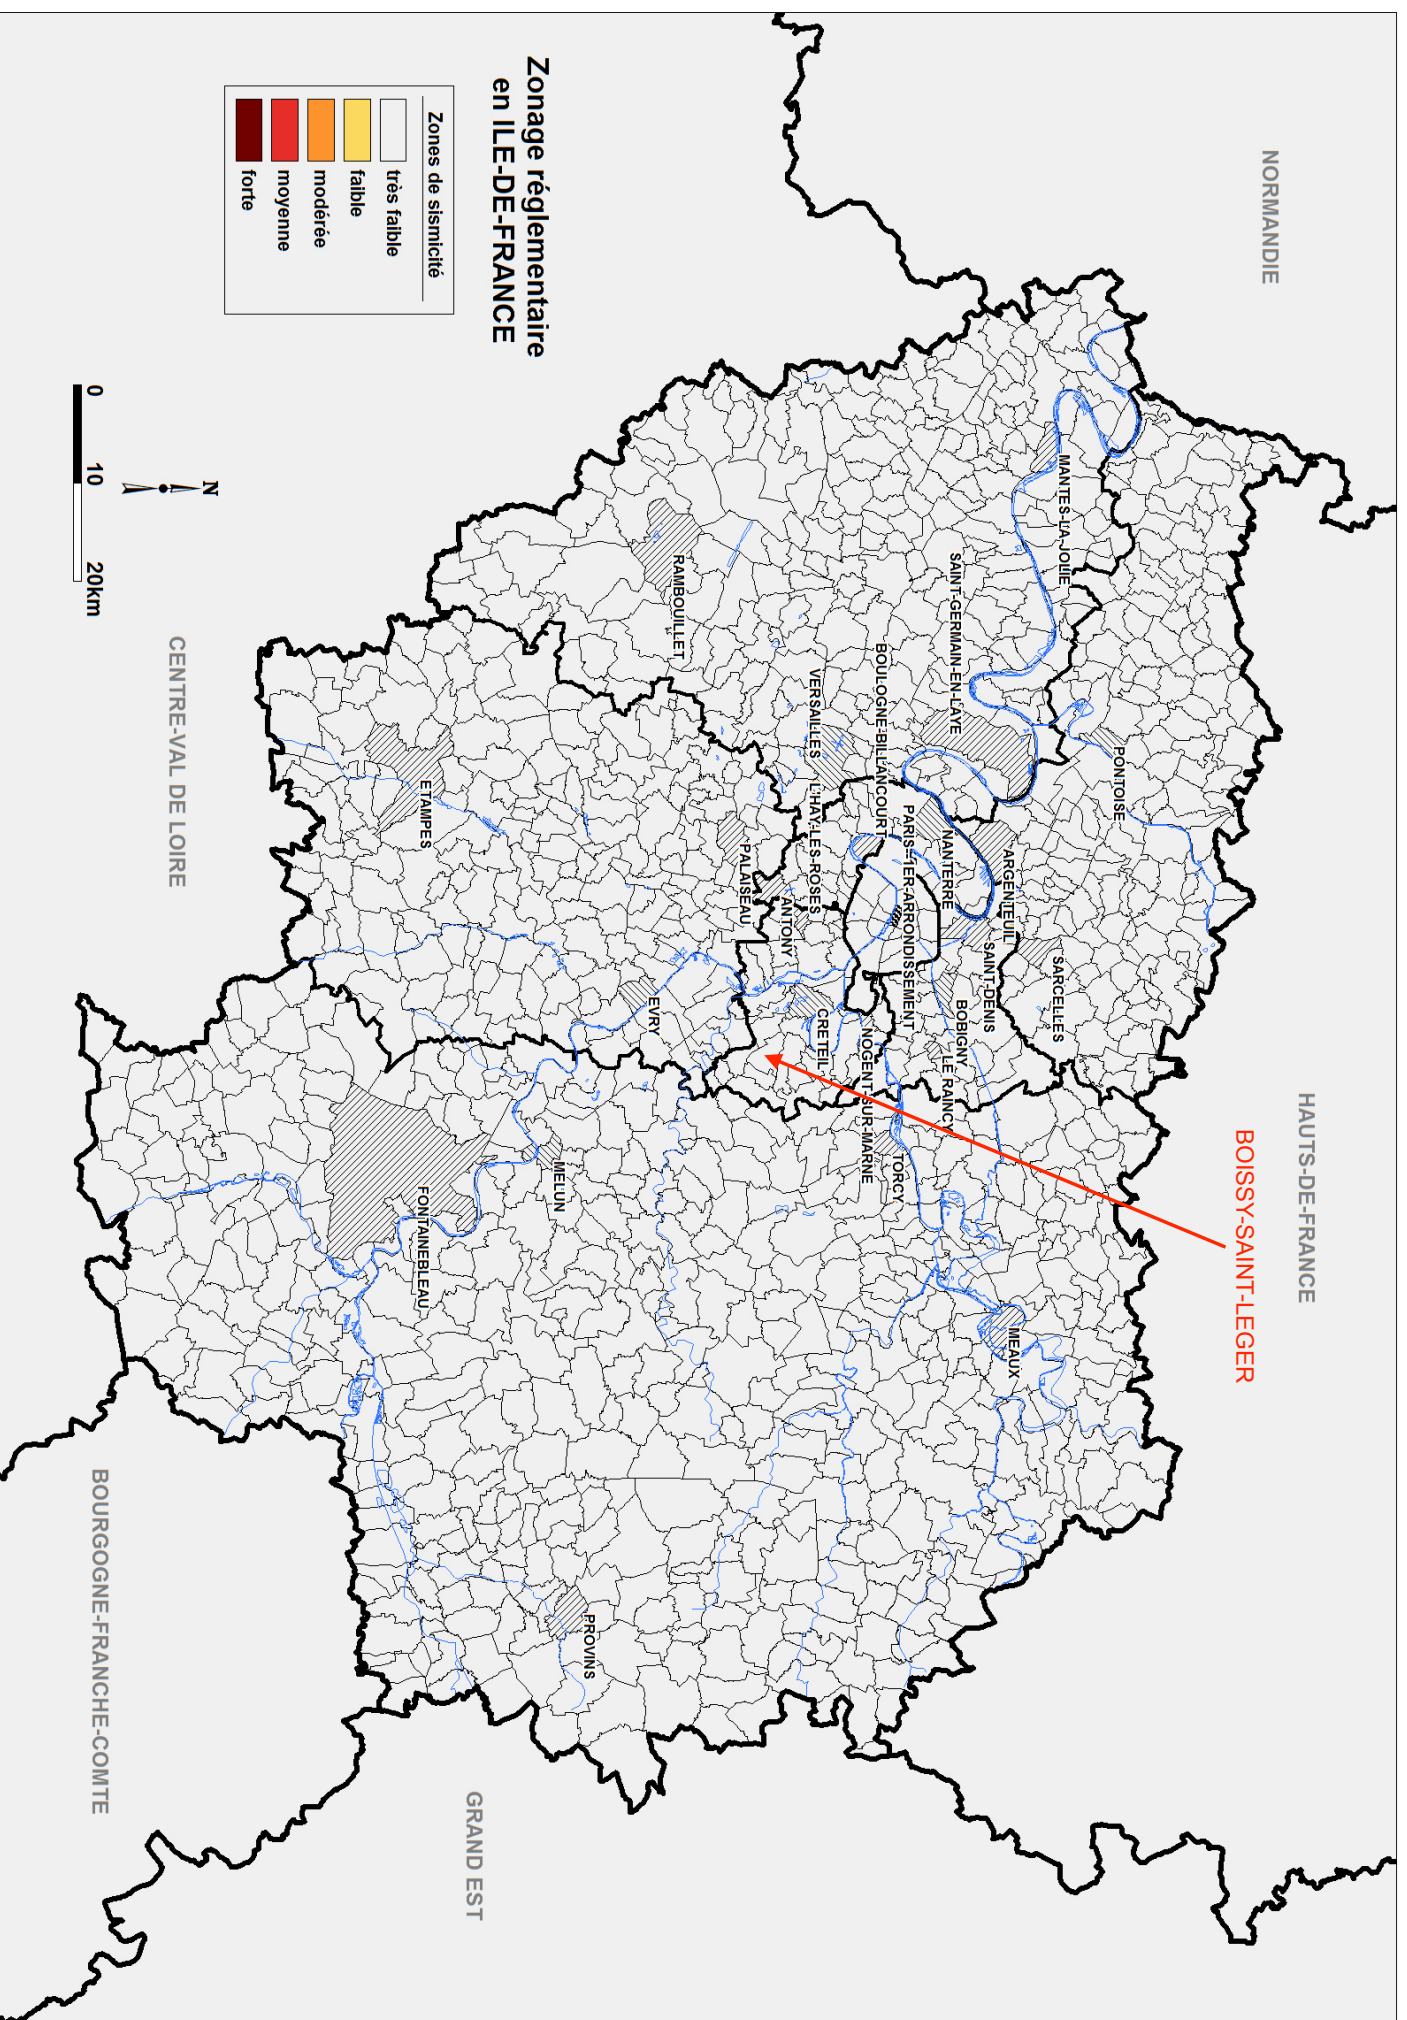 NORMANDIE
HAUTS-DE-FRANCE
BOISSY-SAINT-LEGER
Zonage réglementaire
en ILE-DE-FRANCE
Zones de sismicité
très faible
faible
modérée
moyenne
forte
0 10 20km
N
MANTES-LA-JOLIE
PONTOISE
SARCELLES
SAINT-GERMAIN-EN-LAYE
ARGENTEUIL
SAINT-DENIS
NANTERRE
BOBIGNY
LE RAINCY
MEAUX
PARIS--1ER-ARRONDISSEMENT
BOULOGNE-BILLANCOURT
NOGENT-SUR-MARNE
TORCY
VERSAILLES
L'HAY-LES-ROSES
CRETEIL
ANTONY
PALAISEAU
RAMBOUILLET
EVRY
PROVINS
MELUN
ETAMPES
FONTAINEBLEAU
CENTRE-VAL DE LOIRE
GRAND EST
BOURGOGNE-FRANCHE-COMTE